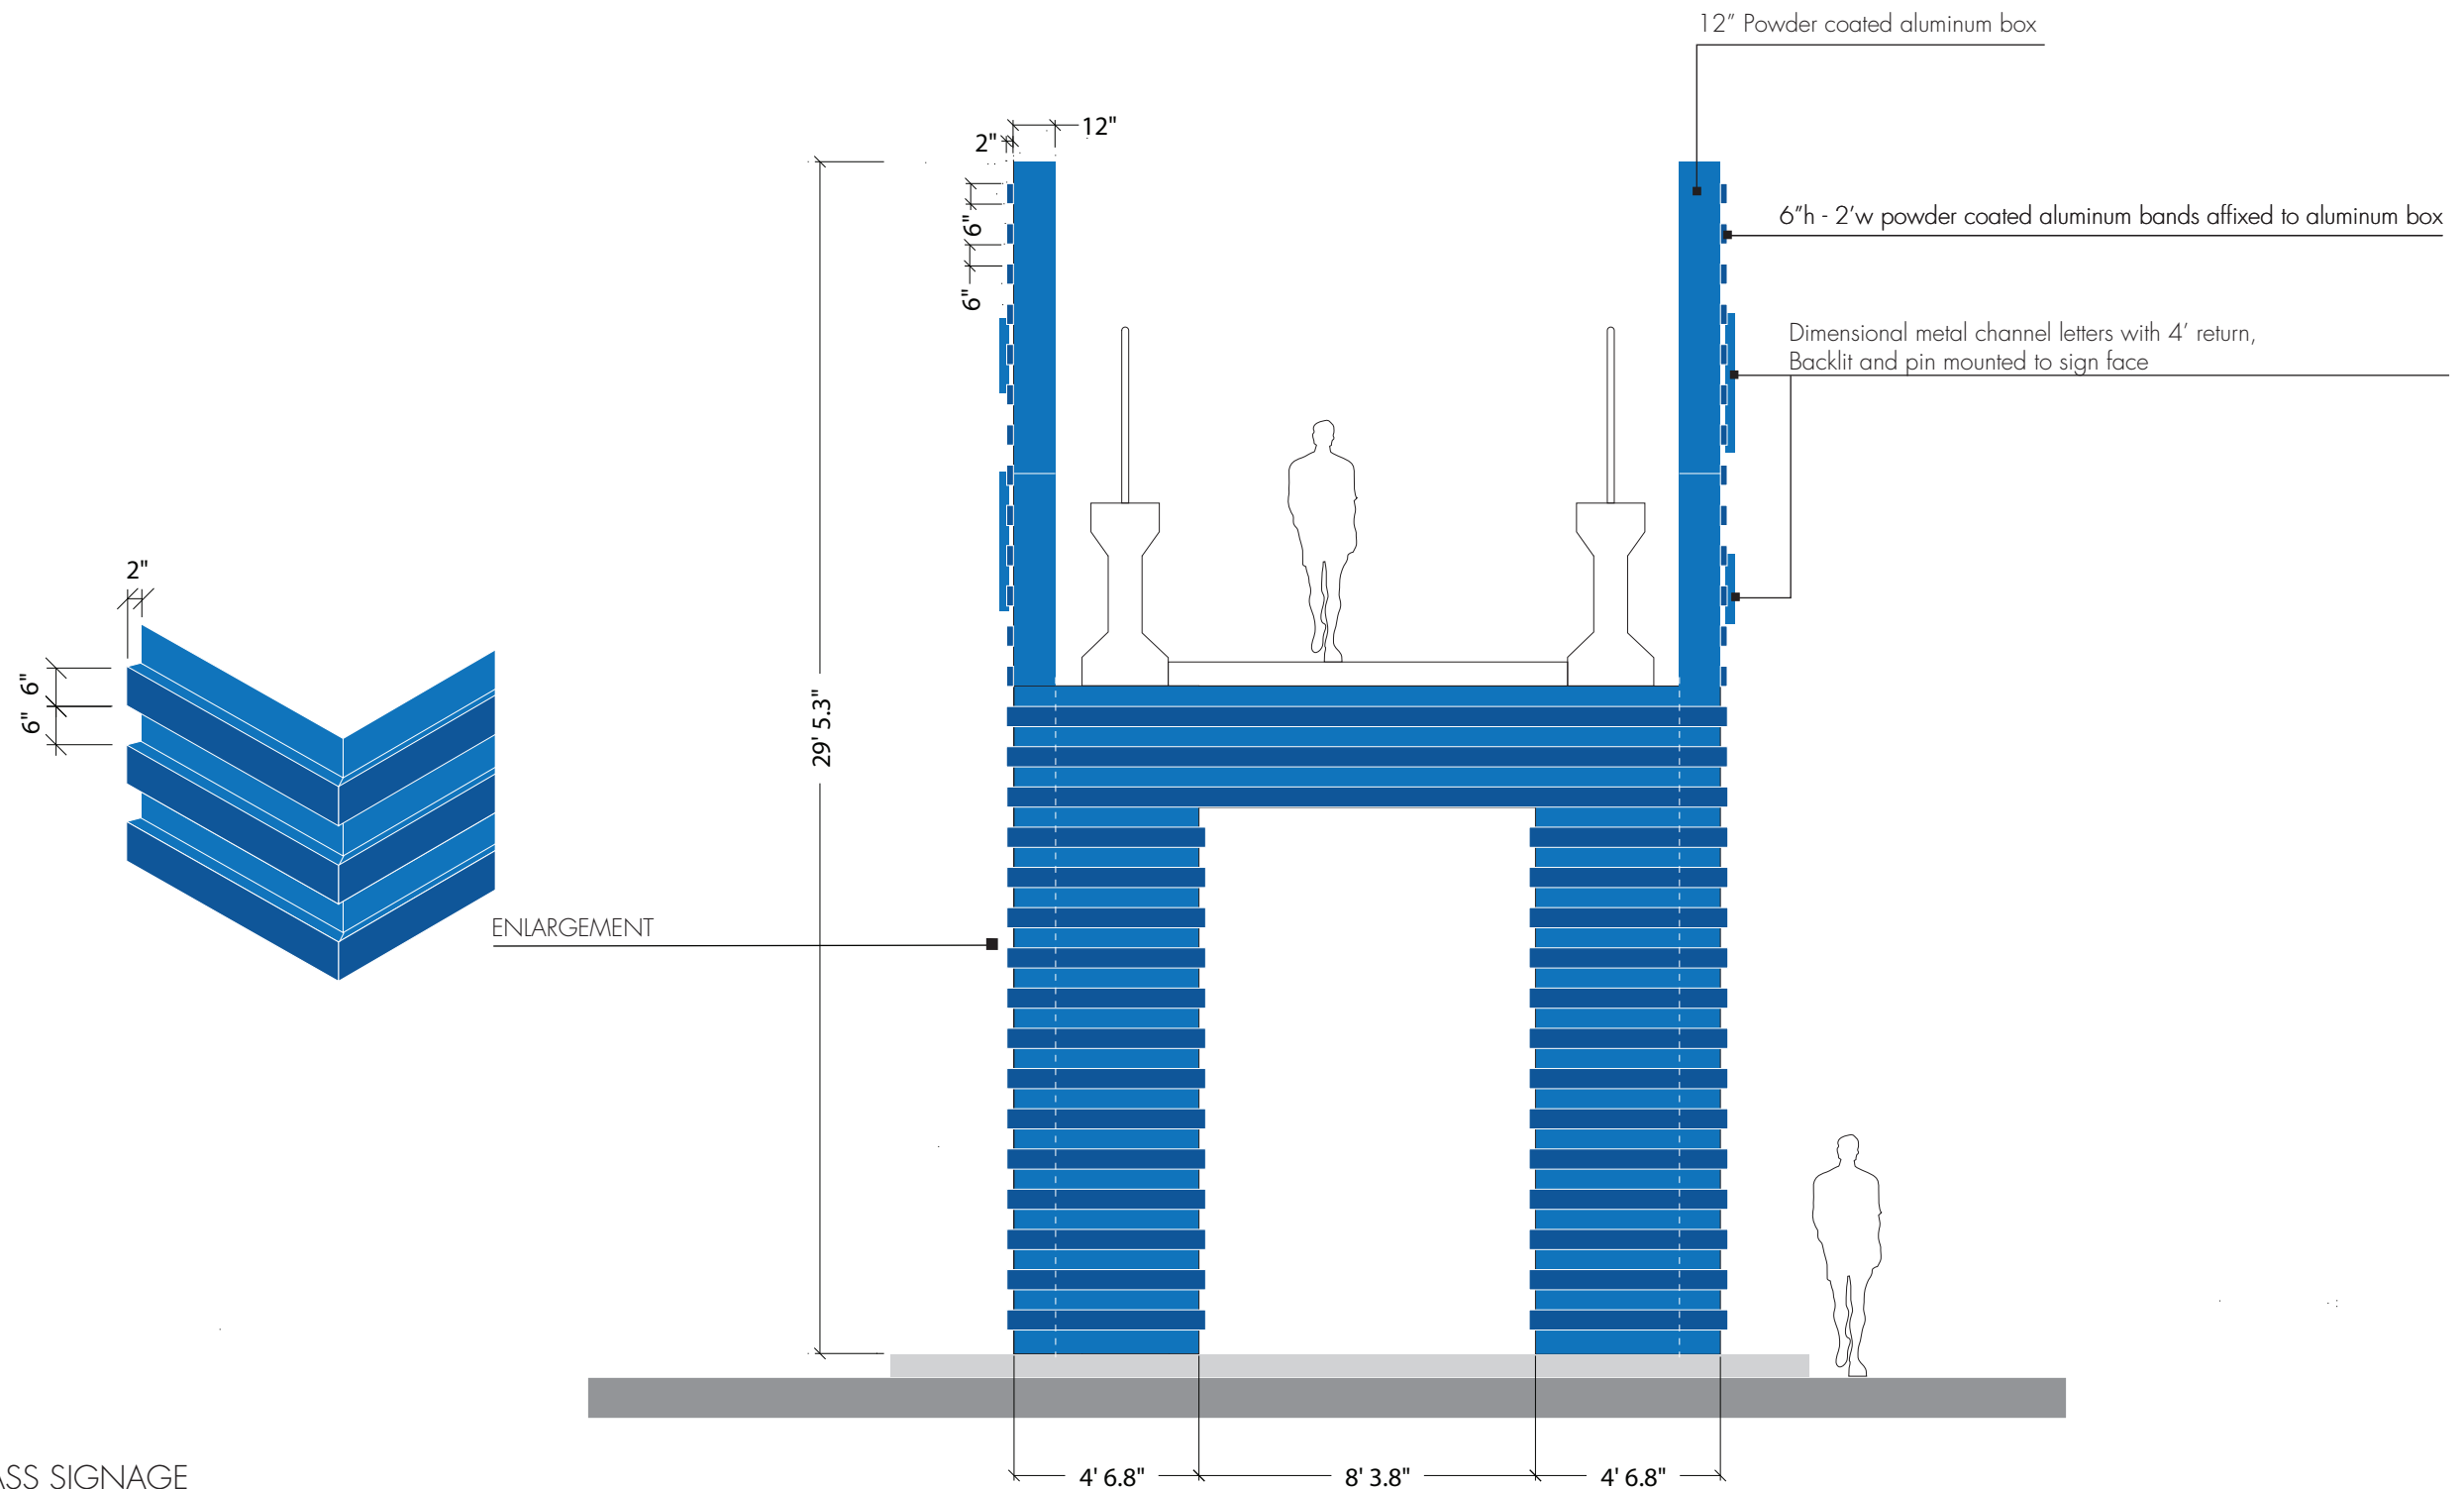 12" Powder coated aluminum box
12"
2"
6"h - 2'w powder coated aluminum bands affixed to aluminum box
6"
6"
Dimensional metal channel letters with 4' return,
Backlit and pin mounted to sign face
2"
6"
6"
29' 5.3"
ENLARGEMENT
4' 6.8"
8' 3.8"
4' 6.8"
SIGNAGE